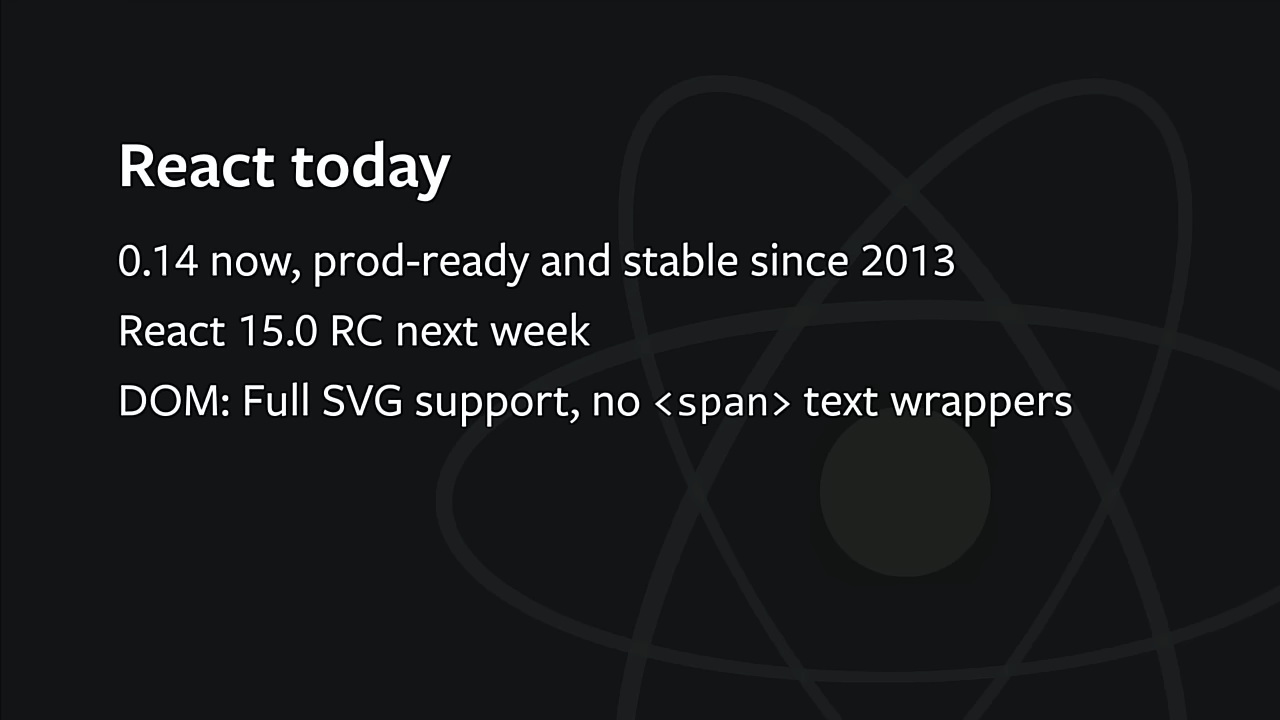 React today
0.14 now, prod-ready and stable since 2013
React 15.0 RC next week
DOM: Full SVG support, no <span> text wrappers